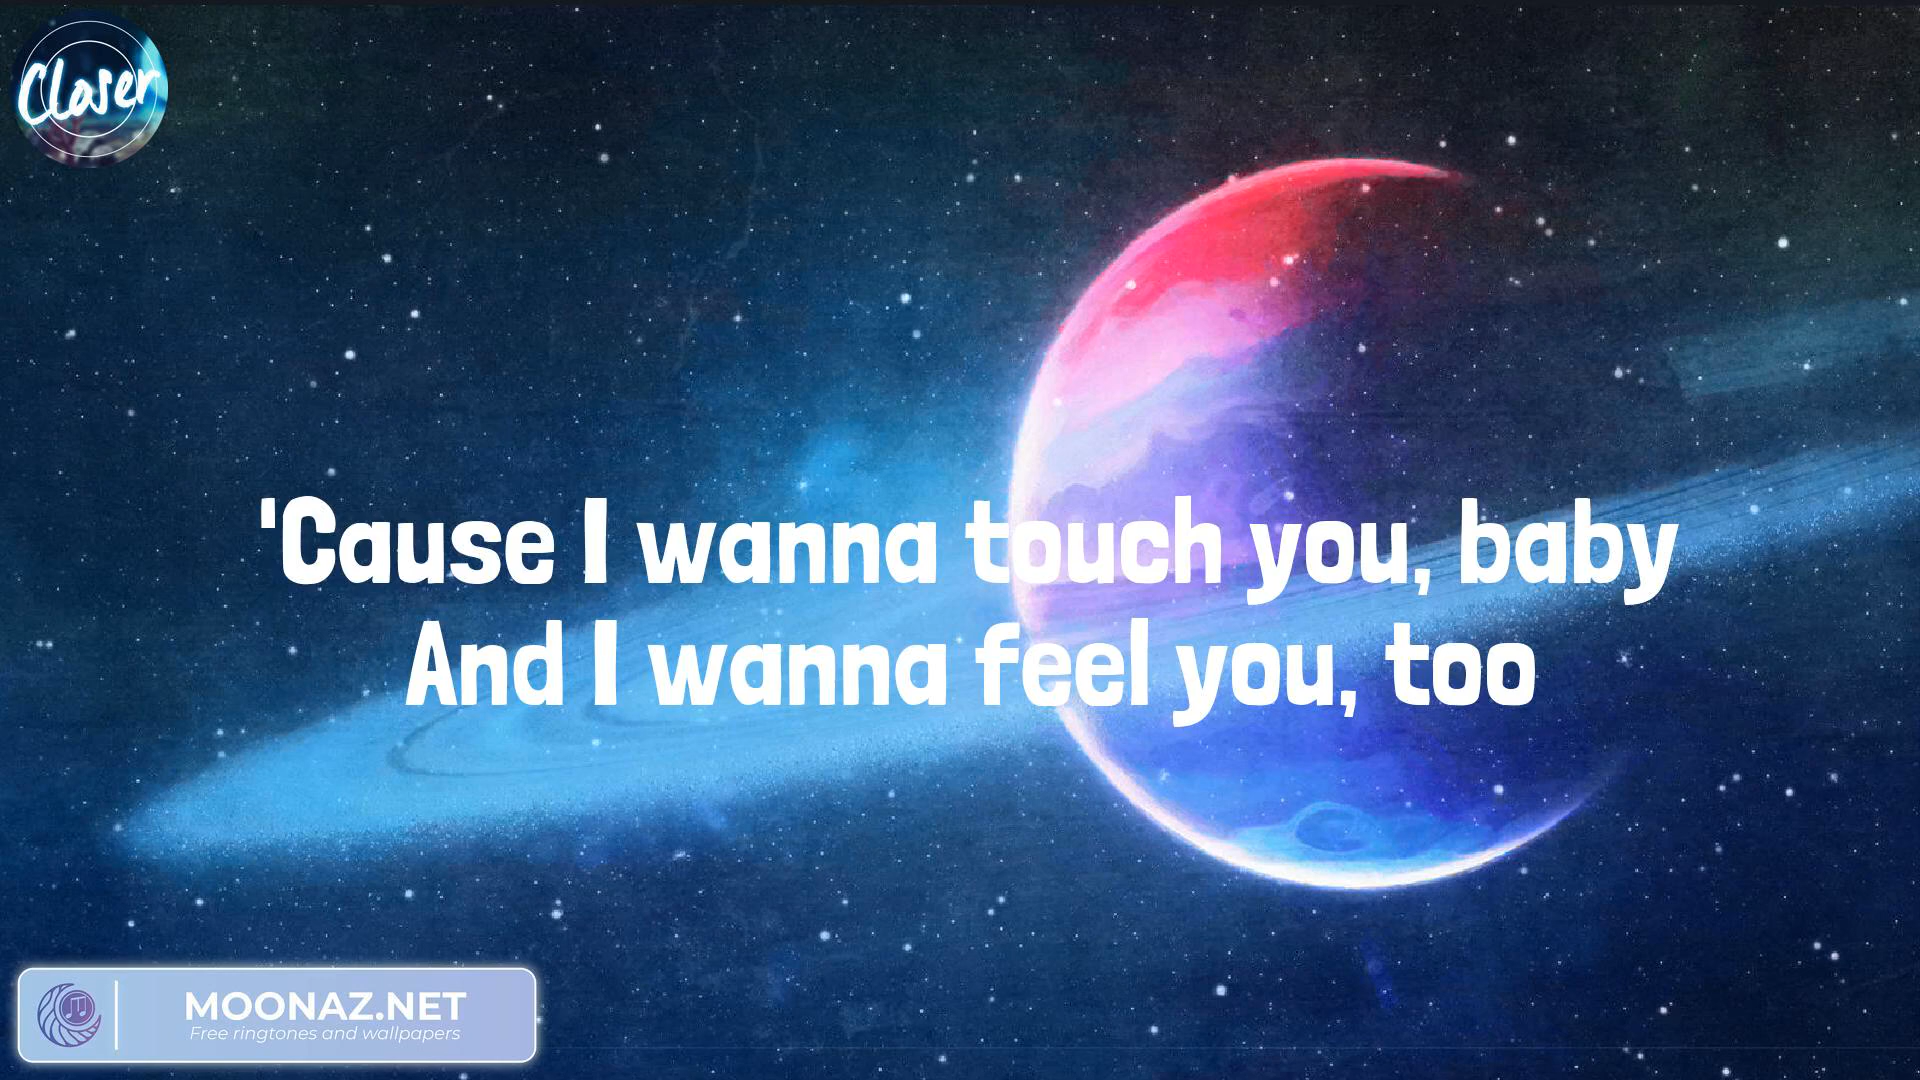 Closer
'Cause I wanna touch you, baby
And I wanna feel you, too
MOONAZ.NET
Free ringtones and wallpapers